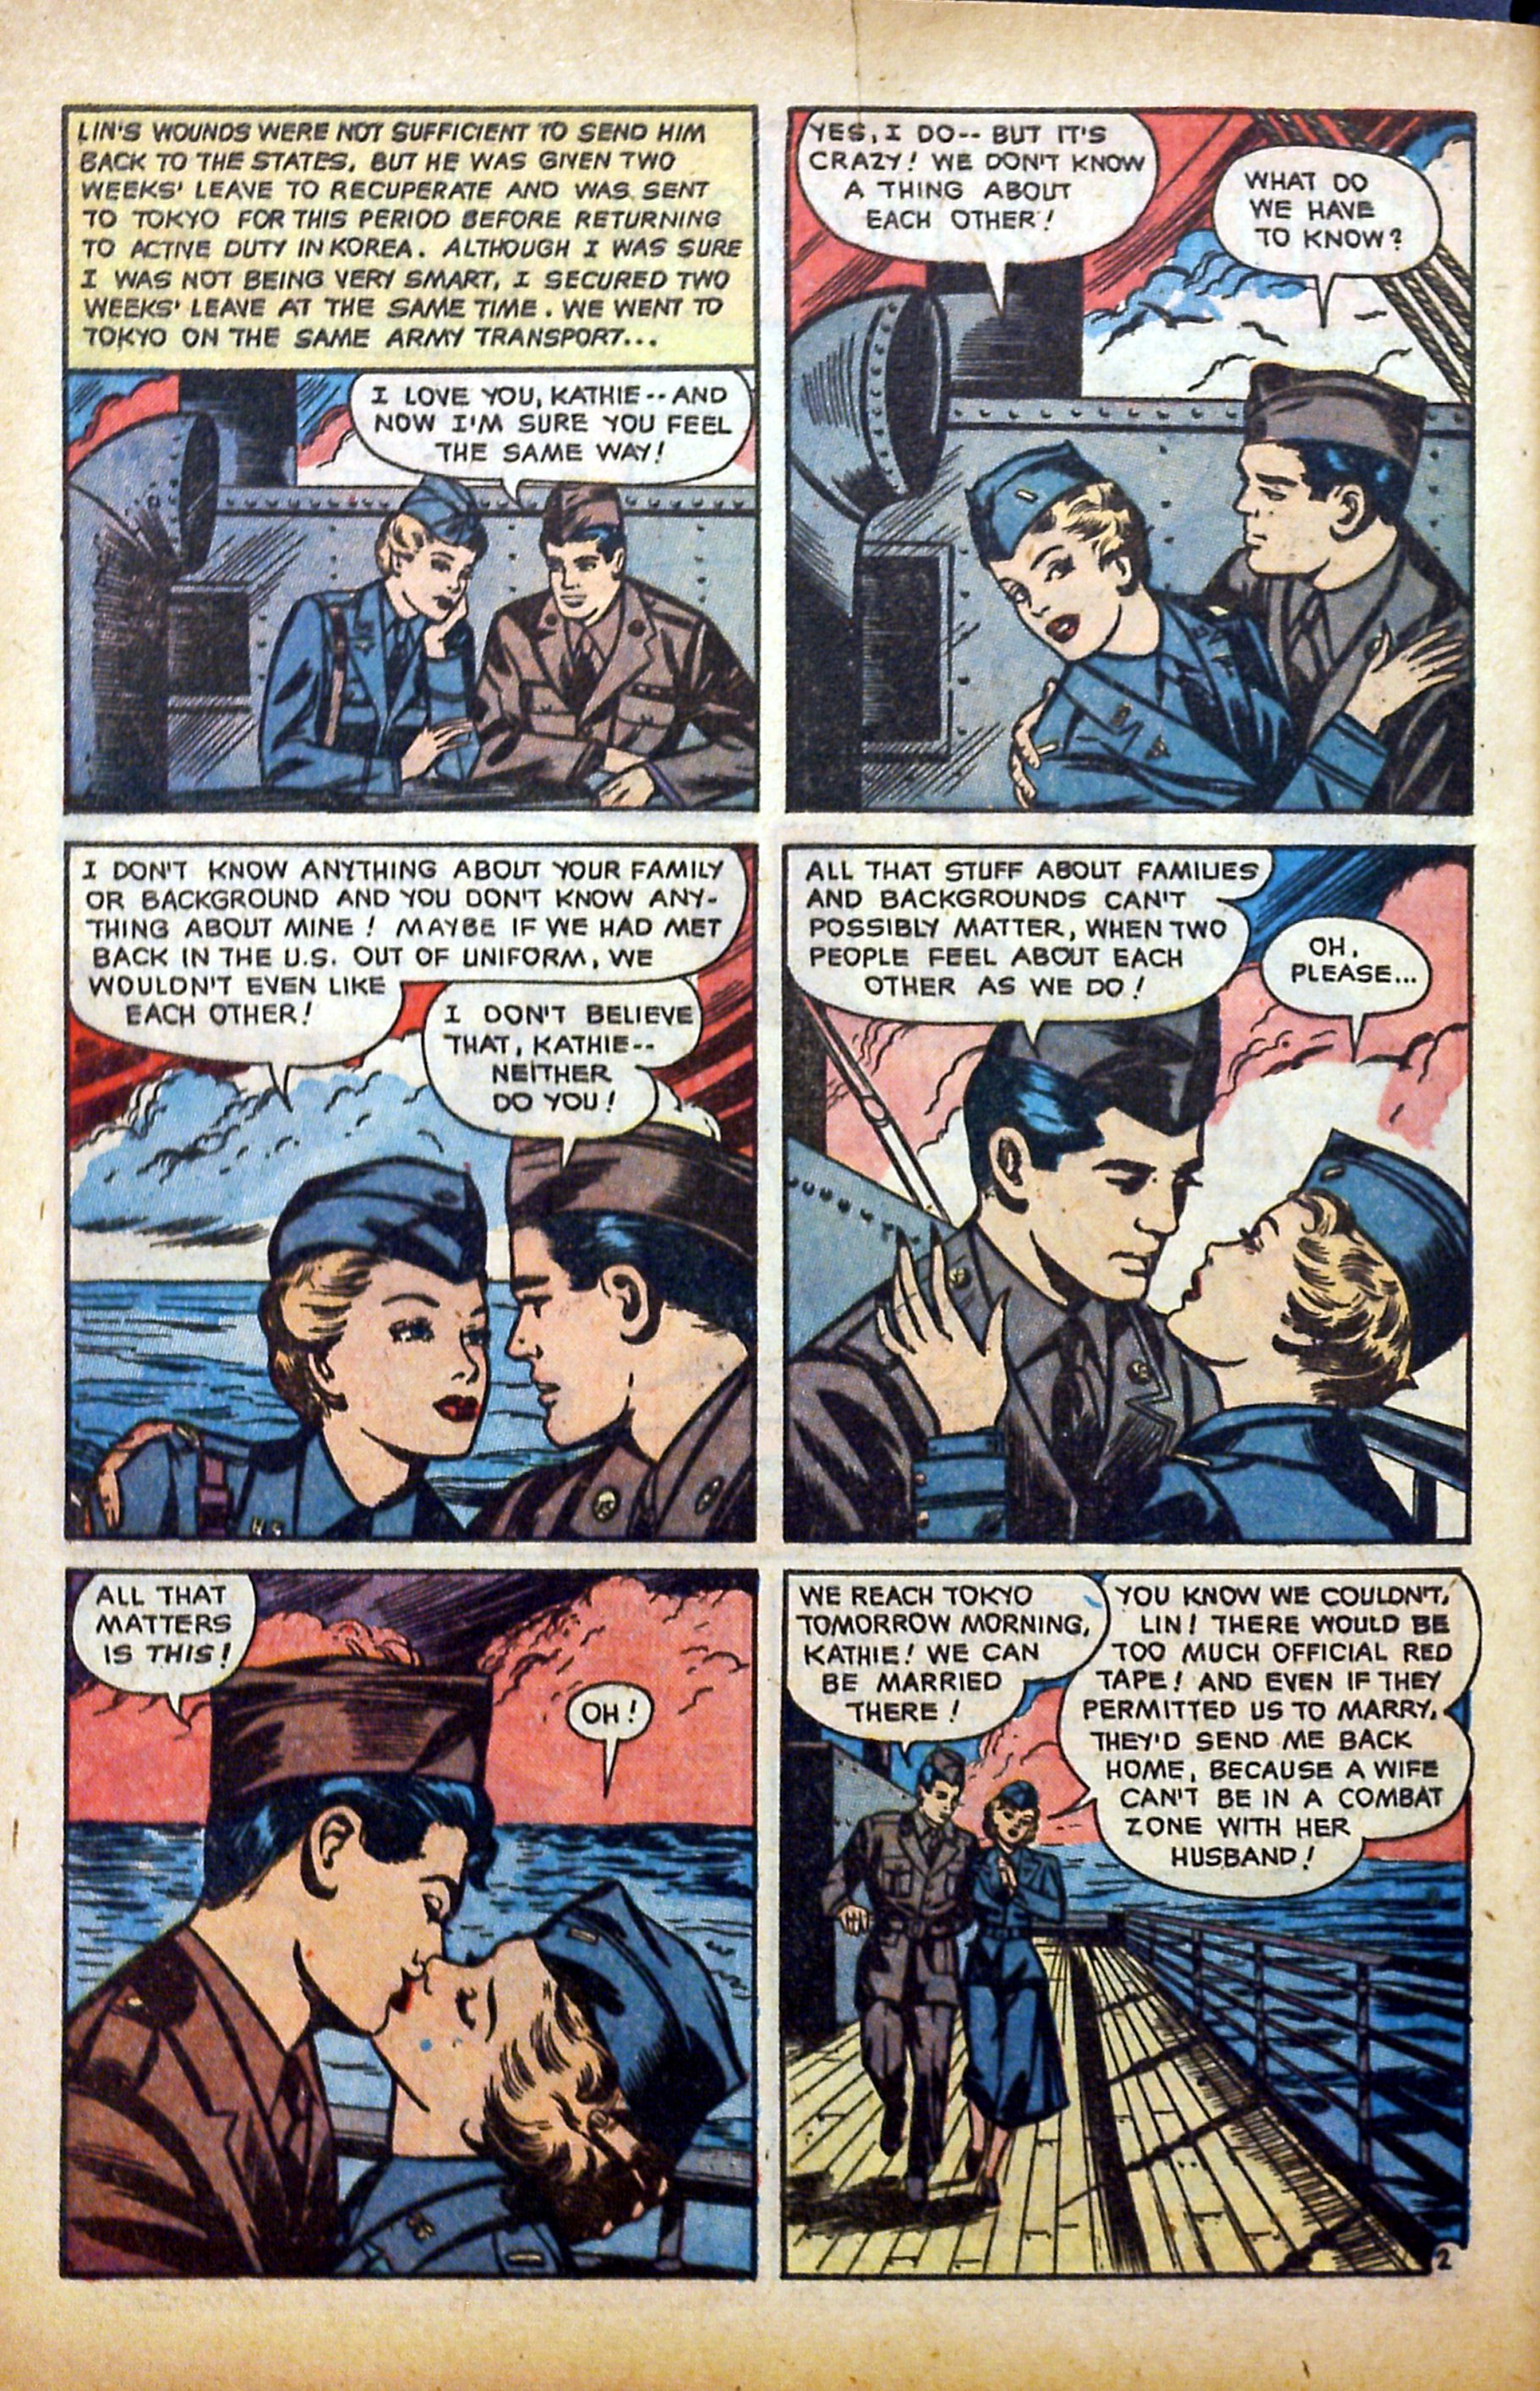 LIN'S WOUNDS WERE NOT SUFFICIENT TO SEND HIM
BACK TO THE STATES, BUT HE WAS GIVEN TWO
WEEKS' LEAVE TO RECUPERATE AND WAS SENT
TO TOKYO FOR THIS PERIOD BEFORE RETURNING
TO ACTIVE DUTY IN KOREA. ALTHOUGH I WAS SURE
I WAS NOT BEING VERY SMART, I SECURED TWO
WEEKS' LEAVE AT THE SAME TIME. WE WENT TO
TOKYO ON THE SAME ARMY TRANSPORT...
I LOVE YOU, KATHIE--AND
NOW I'M SURE YOU FEEL
THE SAME WAY!
YES, I DO-- BUT IT'S
CRAZY! WE DON'T KNOW
A THING ABOUT
EACH OTHER!
WHAT DO
WE HAVE
TO KNOW?
I DON'T KNOW ANYTHING ABOUT YOUR FAMILY
OR BACKGROUND AND YOU DON'T KNOW ANY-
THING ABOUT MINE! MAYBE IF WE HAD MET
BACK IN THE U.S. OUT OF UNIFORM, WE
WOULDN'T EVEN LIKE
EACH OTHER!
I DON'T BELIEVE
THAT, KATHIE--
NEITHER
DO YOU!
ALL THAT STUFF ABOUT FAMILIES
AND BACKGROUNDS CAN'T
POSSIBLY MATTER, WHEN TWO
PEOPLE FEEL ABOUT EACH
OTHER AS WE DO!
OH,
PLEASE...
ALL THAT
MATTERS
IS THIS!
OH!
WE REACH TOKYO
TOMORROW MORNING,
KATHIE! WE CAN
BE MARRIED
THERE!
YOU KNOW WE COULDN'T,
LIN! THERE WOULD BE
TOO MUCH OFFICIAL RED
TAPE! AND EVEN IF THEY
PERMITTED US TO MARRY,
THEY'D SEND ME BACK
HOME, BECAUSE A WIFE
CAN'T BE IN A COMBAT
ZONE WITH HER
HUSBAND!
2